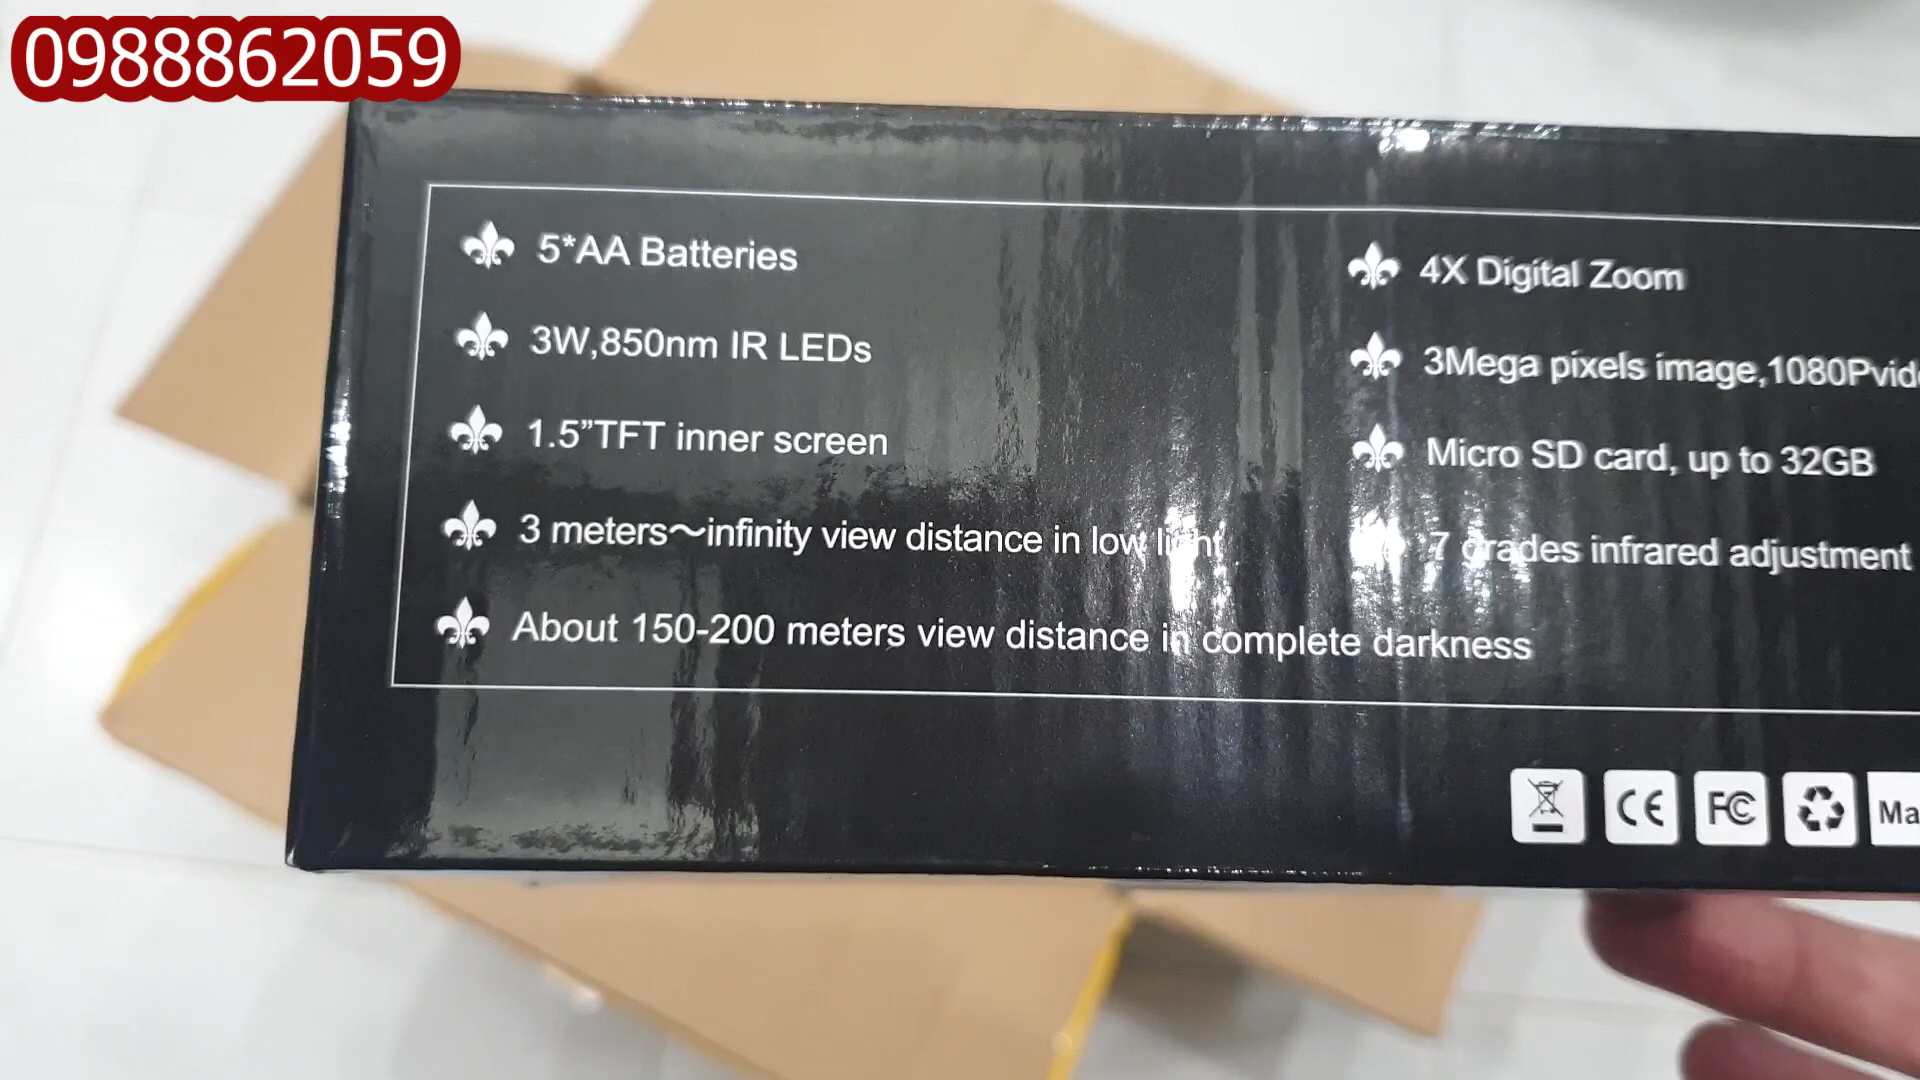 0988862059
5*AA Batteries
3W,850nm IR LEDs
1.5”TFT inner screen
3 meters～infinity view distance in low light
About 150-200 meters view distance in complete darkness
4X Digital Zoom
3Mega pixels image,1080Pvid
Micro SD card, up to 32GB
7 grades infrared adjustment
CE
FC
Ma